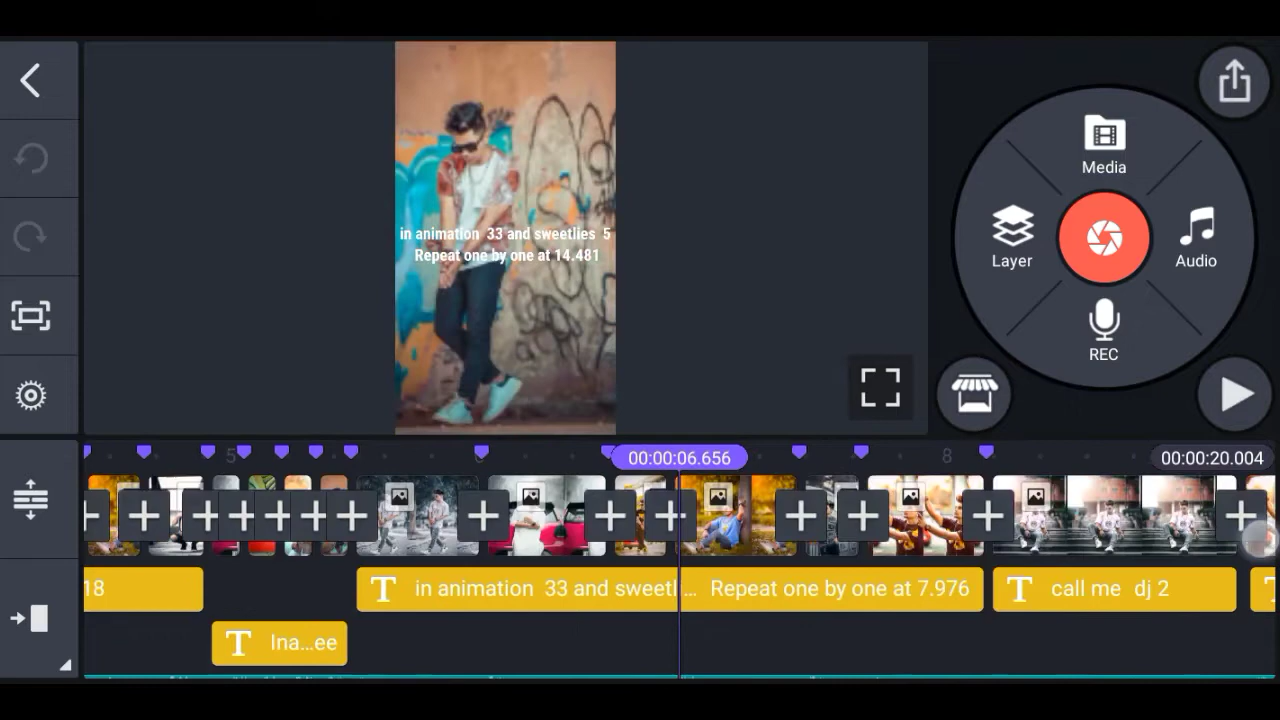 in animation  33 and sweetlies  5
Repeat one by one at 14.481
Media
Layer
Audio
REC
5
00:00:06.656
8
00:00:20.004
18
in animation  33 and sweetl...
Repeat one by one at 7.976
call me  dj 2
Ina...ee